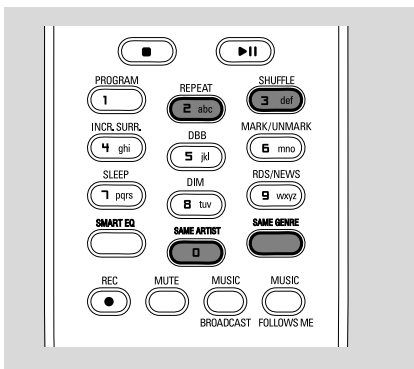 PROGRAM REPEAT SHUFFLE
1 2 abc 3 def
INCR. SURR. DBB MARK/UNMARK
4 ghi 5 jkl 6 mno
SLEEP DIM RDS/NEWS
7 pqrs 8 tuv 9 wxyz
SMART EQ SAME ARTIST SAME GENRE
0
REC MUTE MUSIC MUSIC
BROADCAST FOLLOWS ME